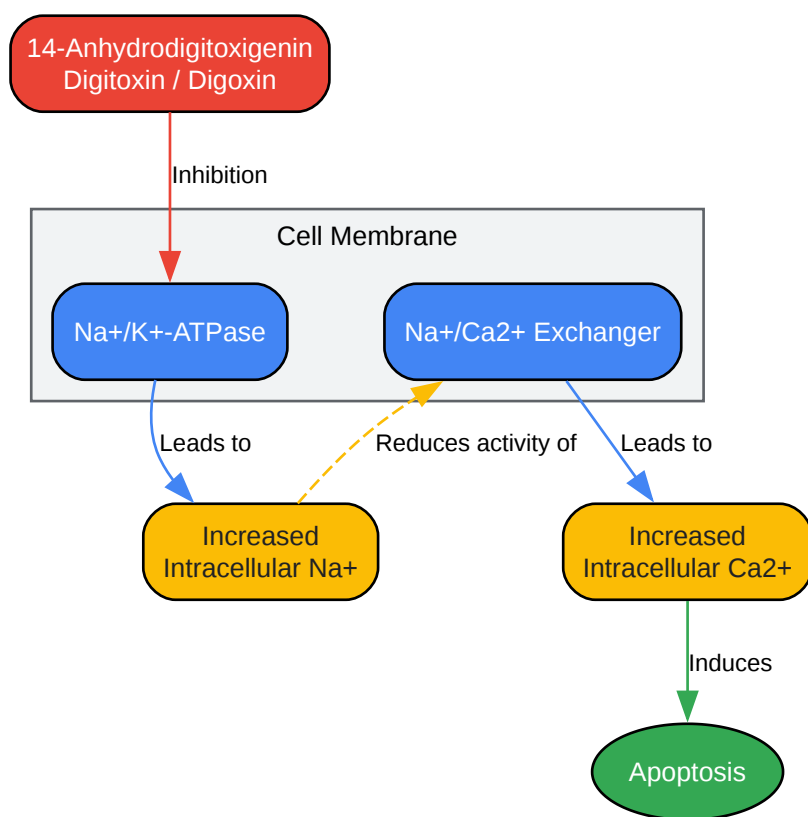 14-Anhydrodigitoxigenin
Digitoxin / Digoxin
Inhibition
Cell Membrane
Na+/K+-ATPase
Na+/Ca2+ Exchanger
Leads to
Reduces activity of
Leads to
Increased
Intracellular Na+
Increased
Intracellular Ca2+
Induces
Apoptosis